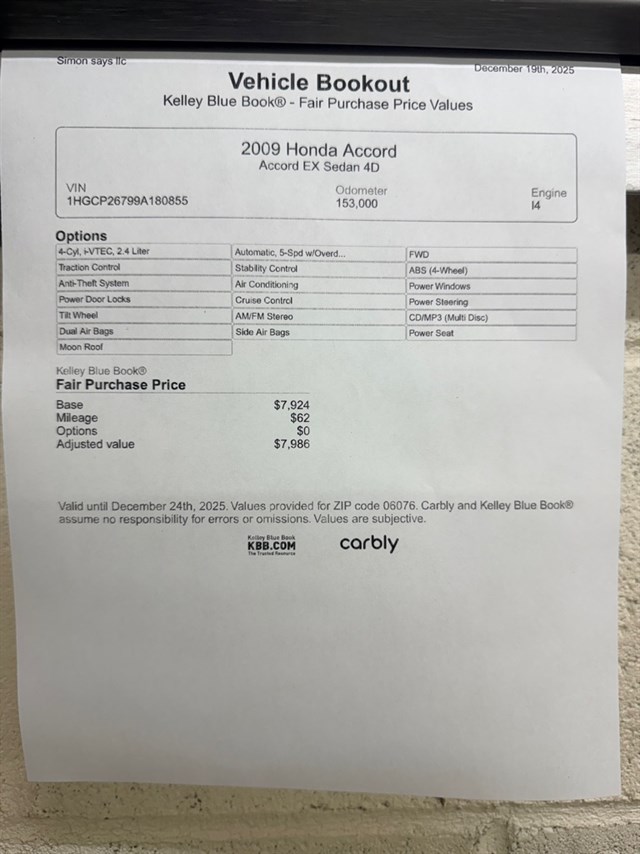 Simon says llc
December 19th, 2025
Vehicle Bookout
Kelley Blue Book® - Fair Purchase Price Values
2009 Honda Accord
Accord EX Sedan 4D
VIN Odometer Engine
1HGCP26799A180855 153,000 I4
Options
4-Cyl, i-VTEC, 2.4 Liter Automatic, 5-Spd w/Overd... FWD
Traction Control Stability Control ABS (4-Wheel)
Anti-Theft System Air Conditioning Power Windows
Power Door Locks Cruise Control Power Steering
Tilt Wheel AM/FM Stereo CD/MP3 (Multi Disc)
Dual Air Bags Side Air Bags Power Seat
Moon Roof
Kelley Blue Book®
Fair Purchase Price
Base $7,924
Mileage $62
Options $0
Adjusted value $7,986
Valid until December 24th, 2025. Values provided for ZIP code 06076. Carbly and Kelley Blue Book®
assume no responsibility for errors or omissions. Values are subjective.
Kelley Blue Book
KBB.COM
The Trusted Resource
carbly